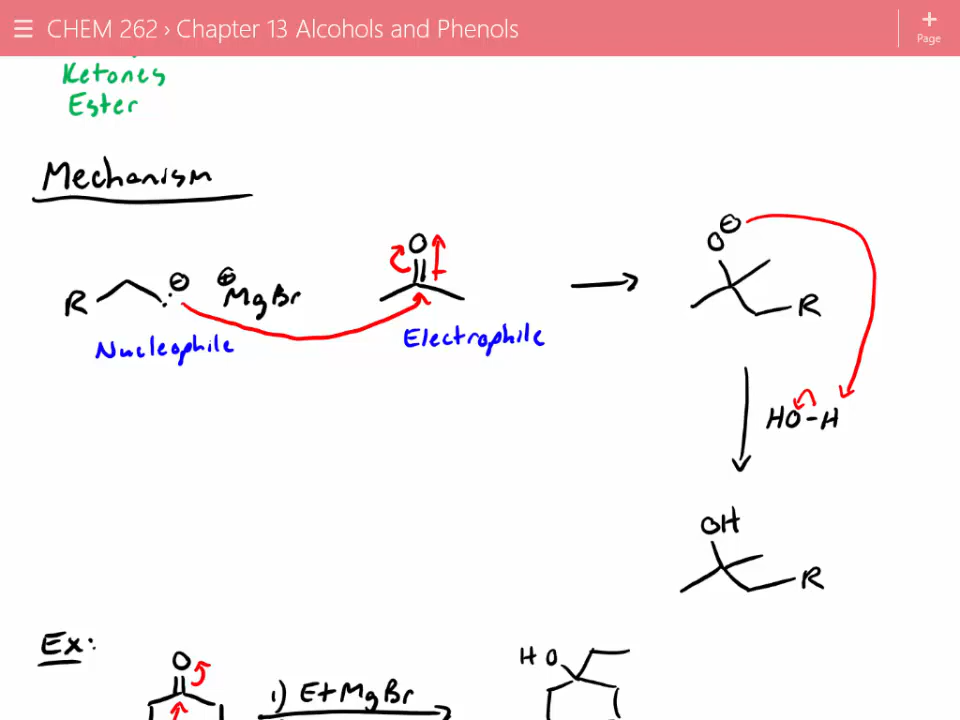 CHEM 262 › Chapter 13 Alcohols and Phenols
Page
Ketones
Ester
Mechanism
R ⊖ ⊕ MgBr
O
Nucleophile
Electrophile
O ⊖
R
HO-H
OH
R
Ex:
O
1) EtMgBr
HO